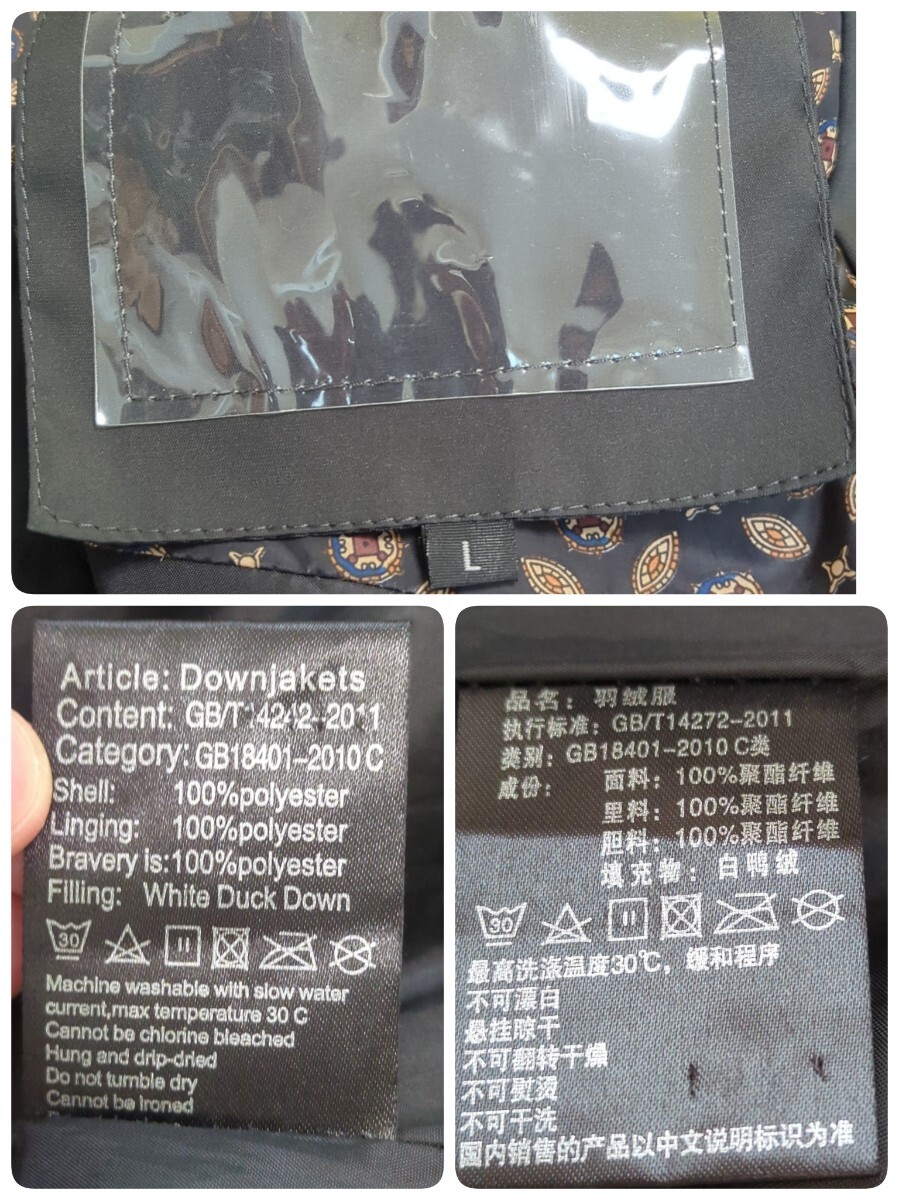 L
Article: Downjakets
Content: GB/T14242-2011
Category: GB18401-2010 C
Shell: 100%polyester
Linging: 100%polyester
Bravery is:100%polyester
Filling: White Duck Down
30
Machine washable with slow water
current,max temperature 30 C
Cannot be chlorine bleached
Hung and drip-dried
Do not tumble dry
Cannot be ironed
品名：羽绒服
执行标准：GB/T14272-2011
类别：GB18401-2010 C类
成份：面料：100%聚酯纤维
里料：100%聚酯纤维
胆料：100%聚酯纤维
填充物：白鸭绒
30
最高洗涤温度30℃，缓和程序
不可漂白
悬挂晾干
不可翻转干燥
不可熨烫
不可干洗
国内销售的产品以中文说明标识为准